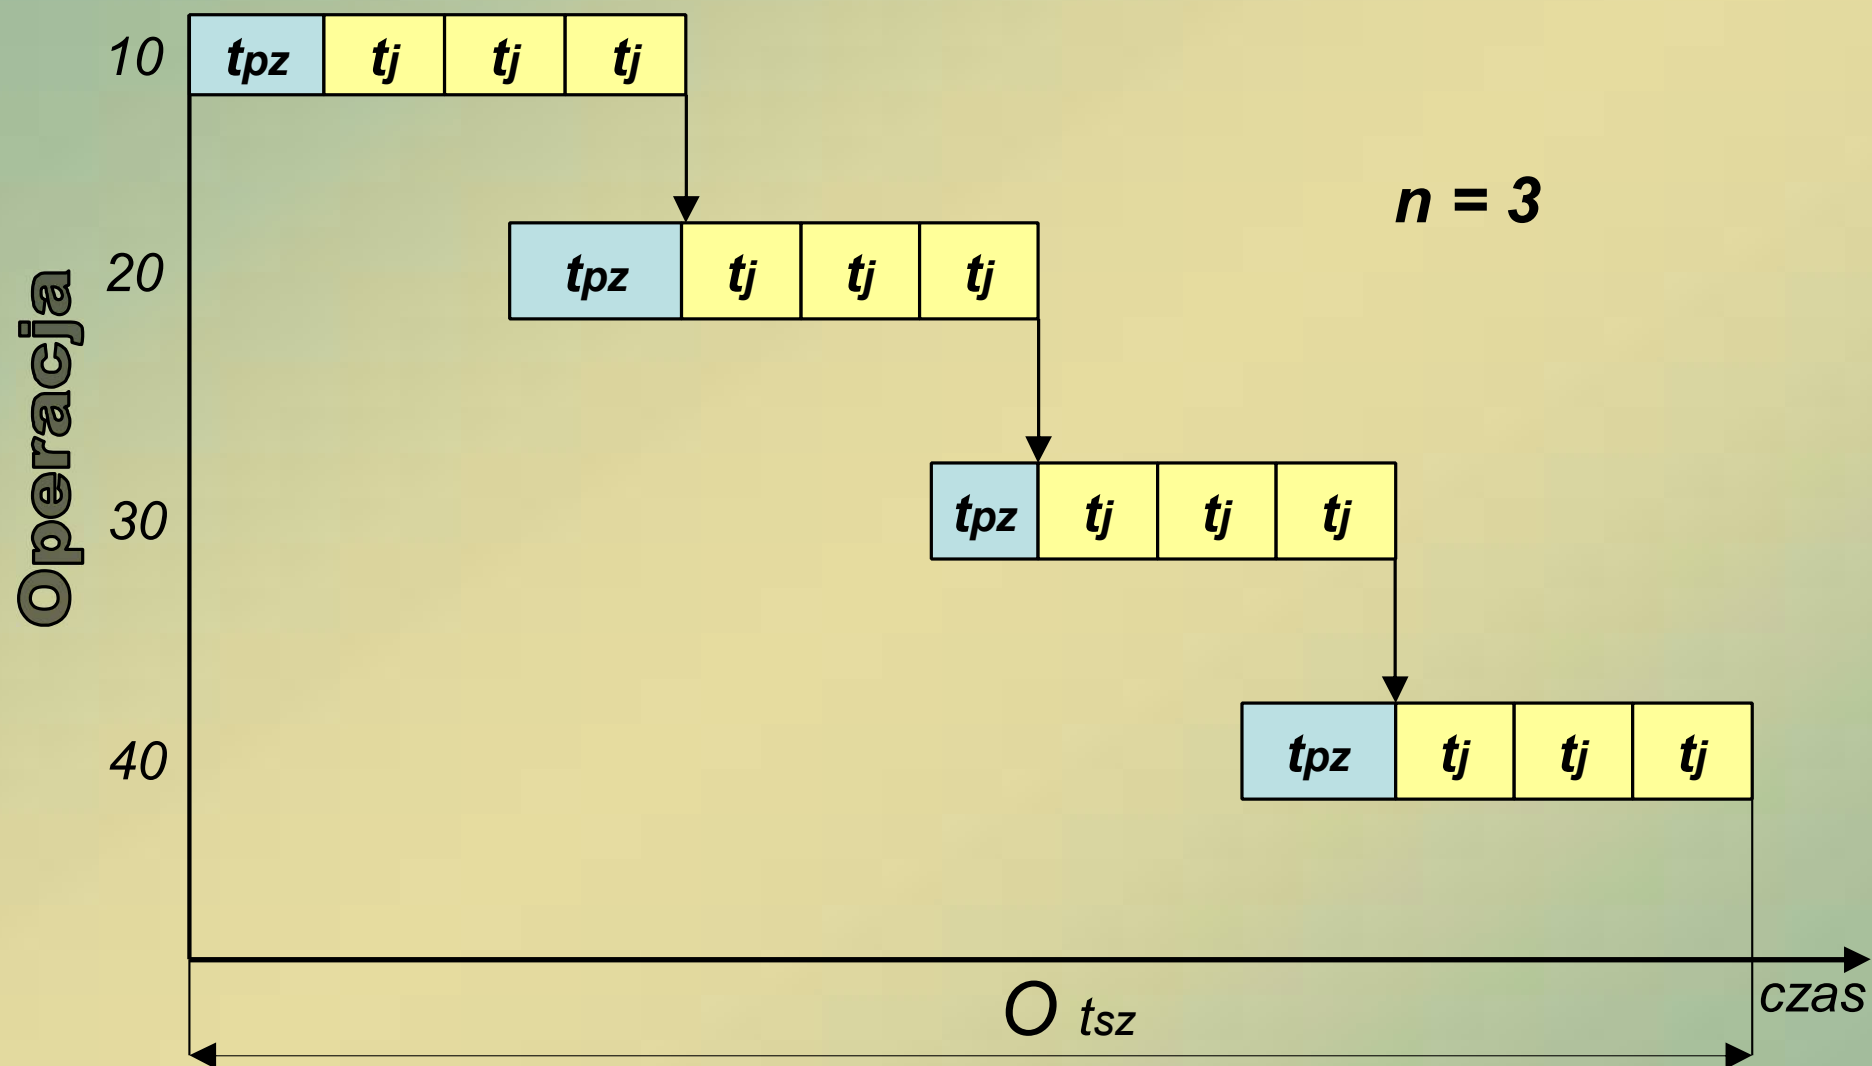 Operacja
10 tpz tj tj tj
n = 3
20 tpz tj tj tj
30 tpz tj tj tj
40 tpz tj tj tj
czas
O tsz